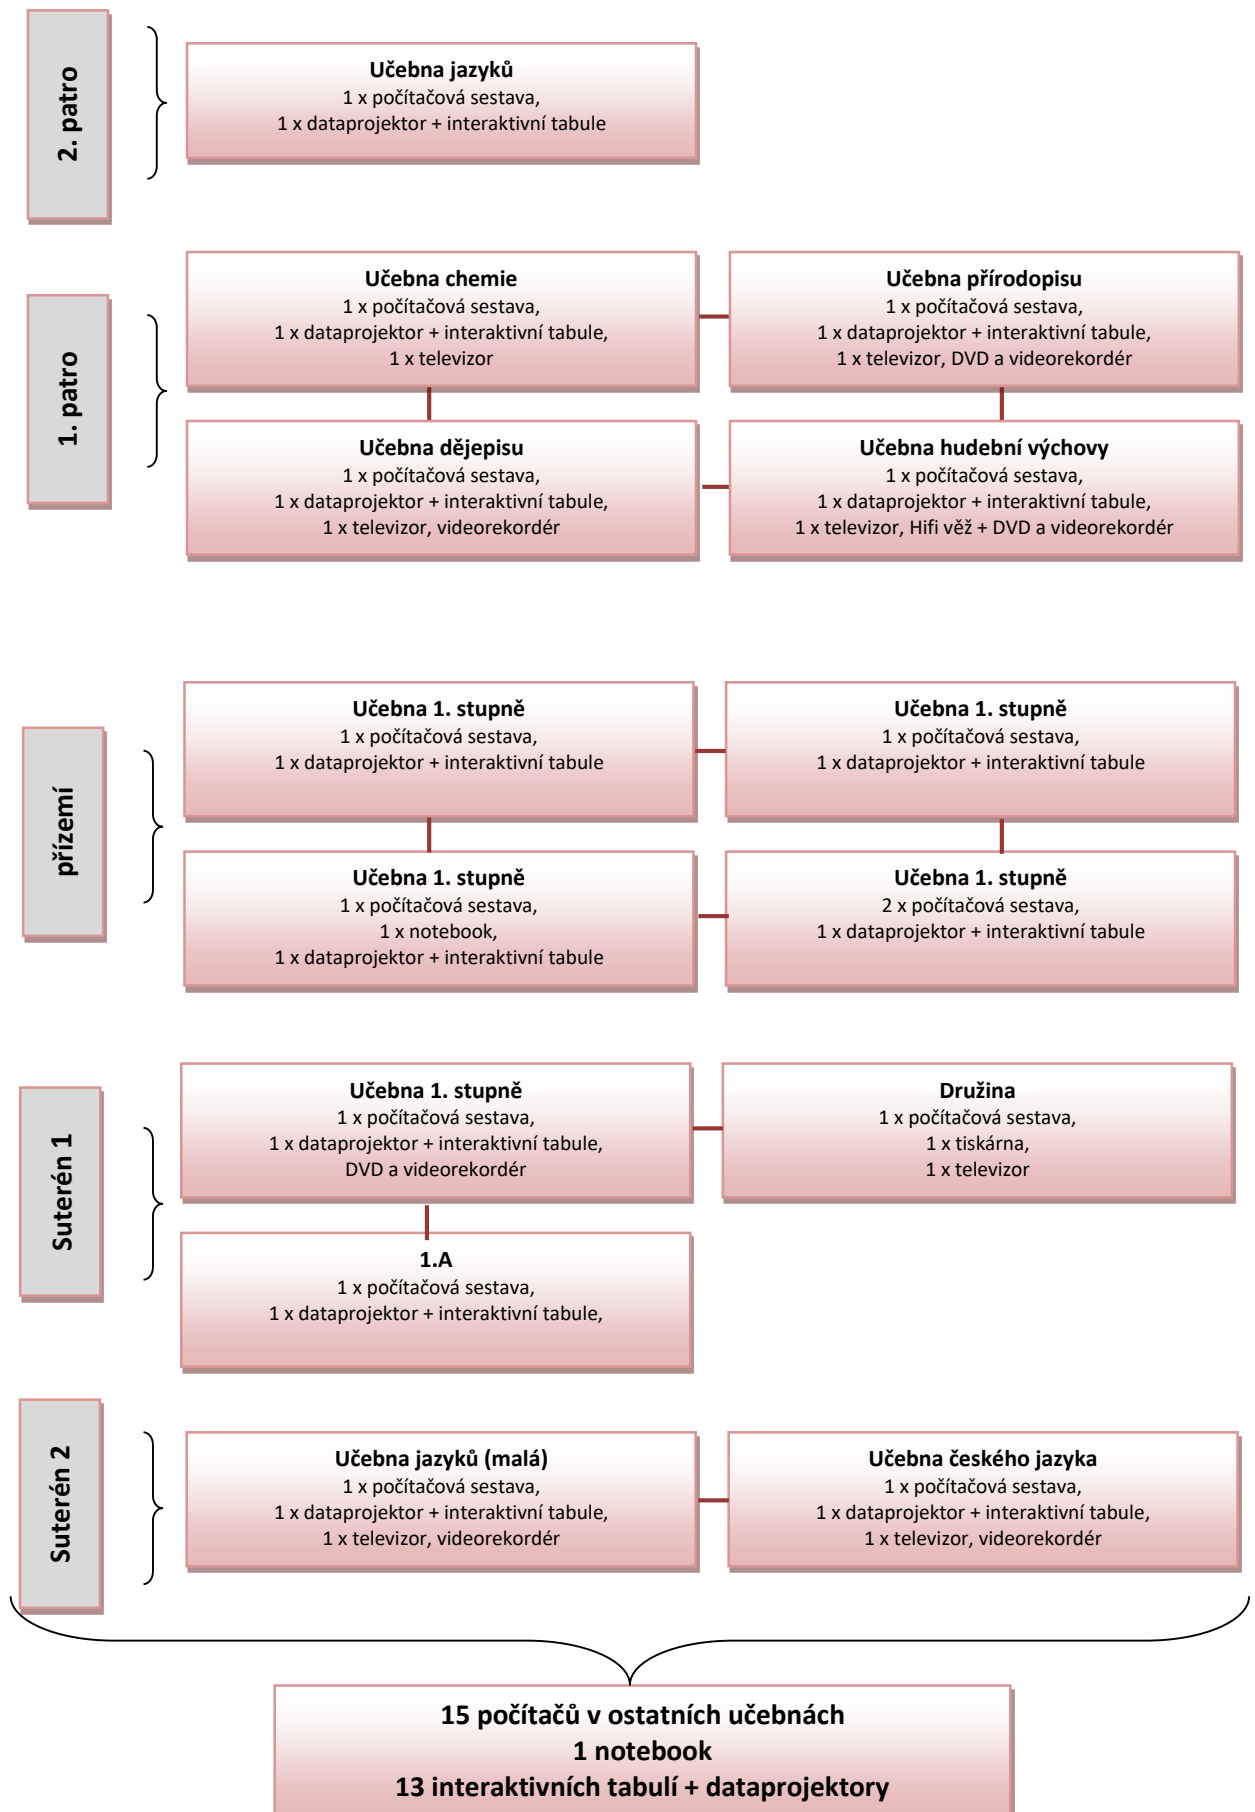 2. patro
Učebna jazyků
1 x počítačová sestava,
1 x dataprojektor + interaktivní tabule
1. patro
Učebna chemie
1 x počítačová sestava,
1 x dataprojektor + interaktivní tabule,
1 x televizor
Učebna přírodopisu
1 x počítačová sestava,
1 x dataprojektor + interaktivní tabule,
1 x televizor, DVD a videorekordér
Učebna dějepisu
1 x počítačová sestava,
1 x dataprojektor + interaktivní tabule,
1 x televizor, videorekordér
Učebna hudební výchovy
1 x počítačová sestava,
1 x dataprojektor + interaktivní tabule,
1 x televizor, Hifi věž + DVD a videorekordér
přízemí
Učebna 1. stupně
1 x počítačová sestava,
1 x dataprojektor + interaktivní tabule
Učebna 1. stupně
1 x počítačová sestava,
1 x dataprojektor + interaktivní tabule
Učebna 1. stupně
1 x počítačová sestava,
1 x notebook,
1 x dataprojektor + interaktivní tabule
Učebna 1. stupně
2 x počítačová sestava,
1 x dataprojektor + interaktivní tabule
Suterén 1
Učebna 1. stupně
1 x počítačová sestava,
1 x dataprojektor + interaktivní tabule,
DVD a videorekordér
Družina
1 x počítačová sestava,
1 x tiskárna,
1 x televizor
1.A
1 x počítačová sestava,
1 x dataprojektor + interaktivní tabule,
Suterén 2
Učebna jazyků (malá)
1 x počítačová sestava,
1 x dataprojektor + interaktivní tabule,
1 x televizor, videorekordér
Učebna českého jazyka
1 x počítačová sestava,
1 x dataprojektor + interaktivní tabule,
1 x televizor, videorekordér
15 počítačů v ostatních učebnách
1 notebook
13 interaktivních tabulí + dataprojektory